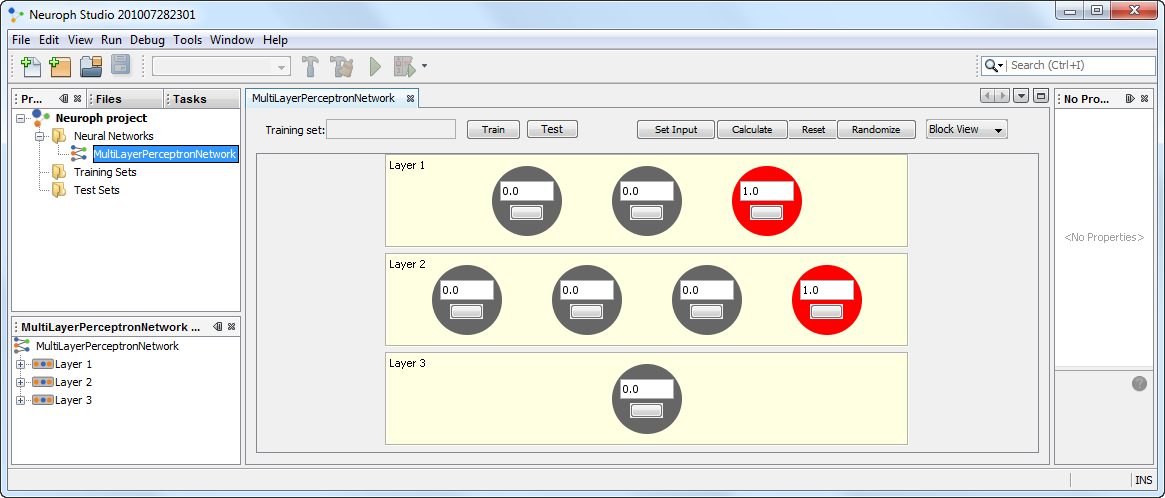 Neuroph Studio 201007282301
File Edit View Run Debug Tools Window Help
Search (Ctrl+I)
Pr... Files Tasks
Neuroph project
Neural Networks
MultiLayerPerceptronNetwork
Training Sets
Test Sets
MultiLayerPerceptronNetwork ...
MultiLayerPerceptronNetwork
Layer 1
Layer 2
Layer 3
MultiLayerPerceptronNetwork
Training set: Train Test Set Input Calculate Reset Randomize Block View
Layer 1
0.0 0.0 1.0
Layer 2
0.0 0.0 0.0 1.0
Layer 3
0.0
No Pro...
<No Properties>
?
INS